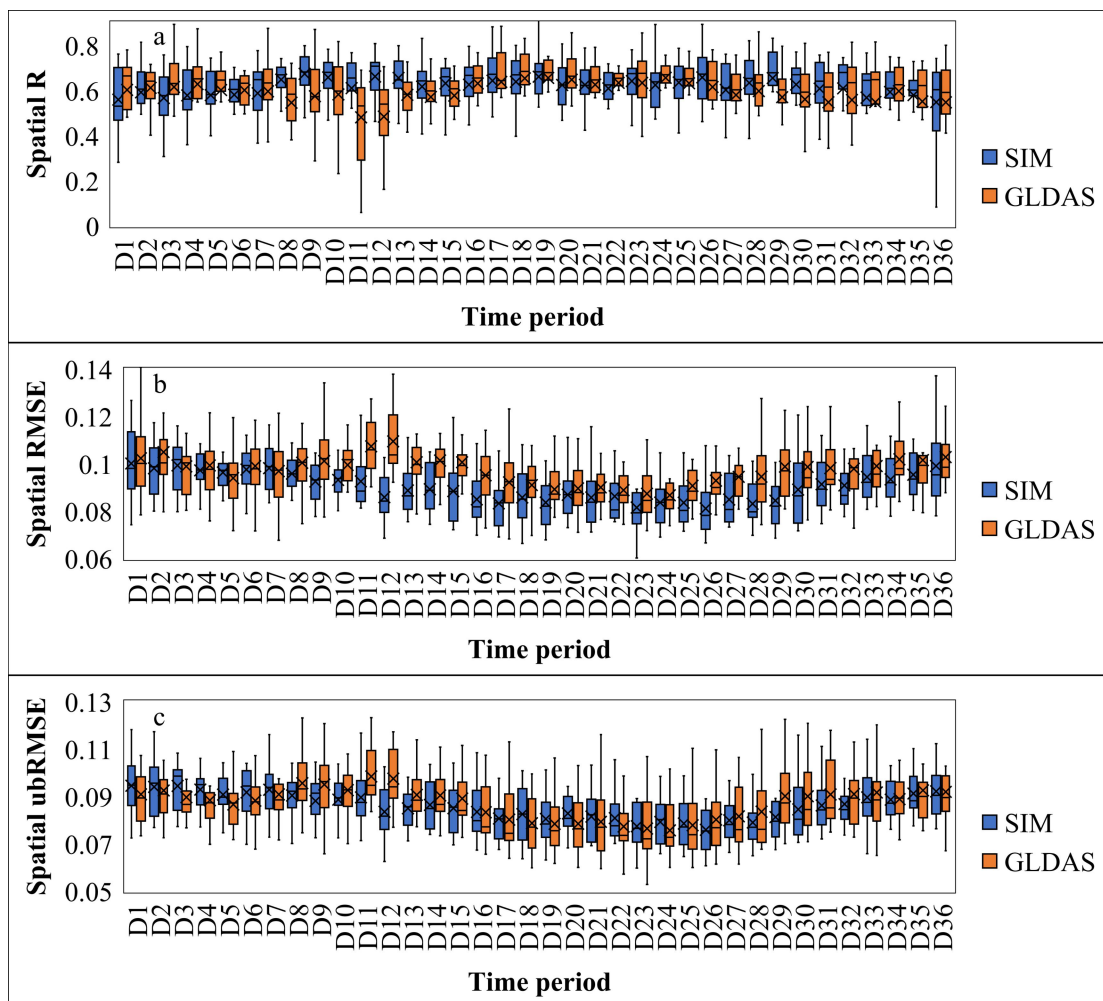 a
Spatial R
0.8
0.6
0.4
0.2
0
D1 D2 D3 D4 D5 D6 D7 D8 D9 D10 D11 D12 D13 D14 D15 D16 D17 D18 D19 D20 D21 D22 D23 D24 D25 D26 D27 D28 D29 D30 D31 D32 D33 D34 D35 D36
Time period
SIM
GLDAS
b
Spatial RMSE
0.14
0.12
0.1
0.08
0.06
D1 D2 D3 D4 D5 D6 D7 D8 D9 D10 D11 D12 D13 D14 D15 D16 D17 D18 D19 D20 D21 D22 D23 D24 D25 D26 D27 D28 D29 D30 D31 D32 D33 D34 D35 D36
Time period
SIM
GLDAS
c
Spatial ubRMSE
0.13
0.11
0.09
0.07
0.05
D1 D2 D3 D4 D5 D6 D7 D8 D9 D10 D11 D12 D13 D14 D15 D16 D17 D18 D19 D20 D21 D22 D23 D24 D25 D26 D27 D28 D29 D30 D31 D32 D33 D34 D35 D36
Time period
SIM
GLDAS